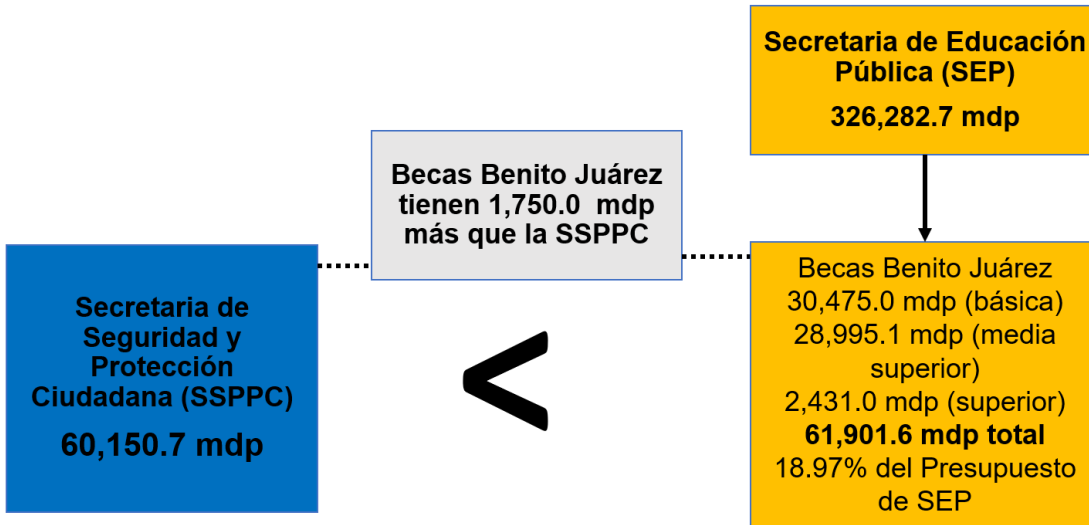 Secretaria de Educación
Pública (SEP)
326,282.7 mdp
Becas Benito Juárez
tienen 1,750.0 mdp
más que la SSPPC
Secretaria de
Seguridad y
Protección
Ciudadana (SSPPC)
60,150.7 mdp
<
Becas Benito Juárez
30,475.0 mdp (básica)
28,995.1 mdp (media
superior)
2,431.0 mdp (superior)
61,901.6 mdp total
18.97% del Presupuesto
de SEP